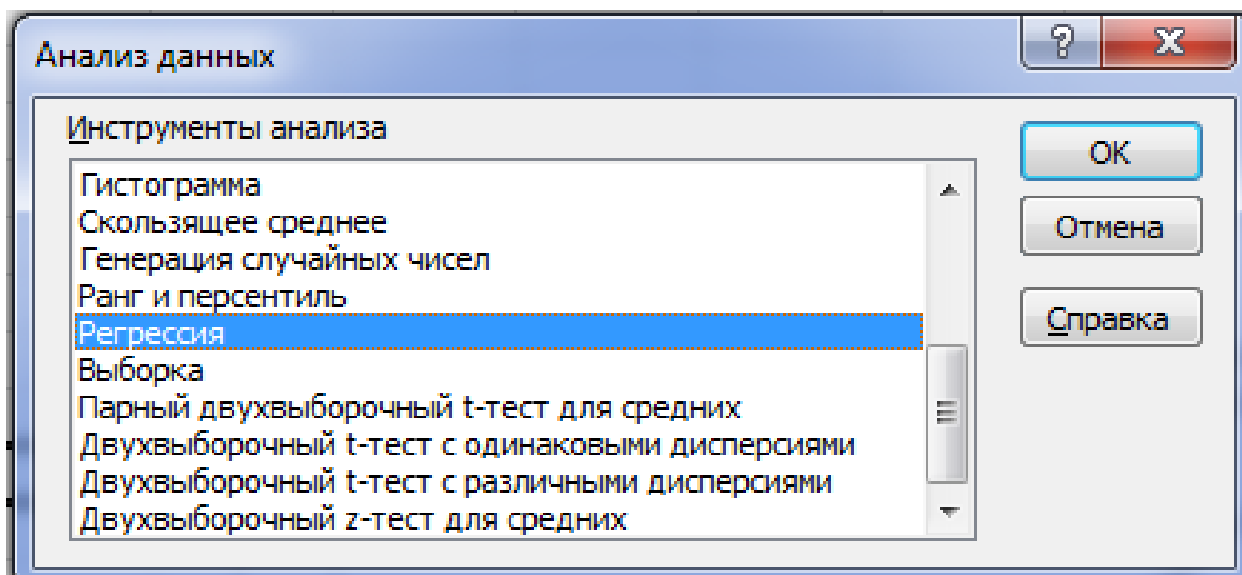 Анализ данных
Инструменты анализа
Гистограмма
Скользящее среднее
Генерация случайных чисел
Ранг и персентиль
Регрессия
Выборка
Парный двухвыборочный t-тест для средних
Двухвыборочный t-тест с одинаковыми дисперсиями
Двухвыборочный t-тест с различными дисперсиями
Двухвыборочный z-тест для средних
ОК
Отмена
Справка